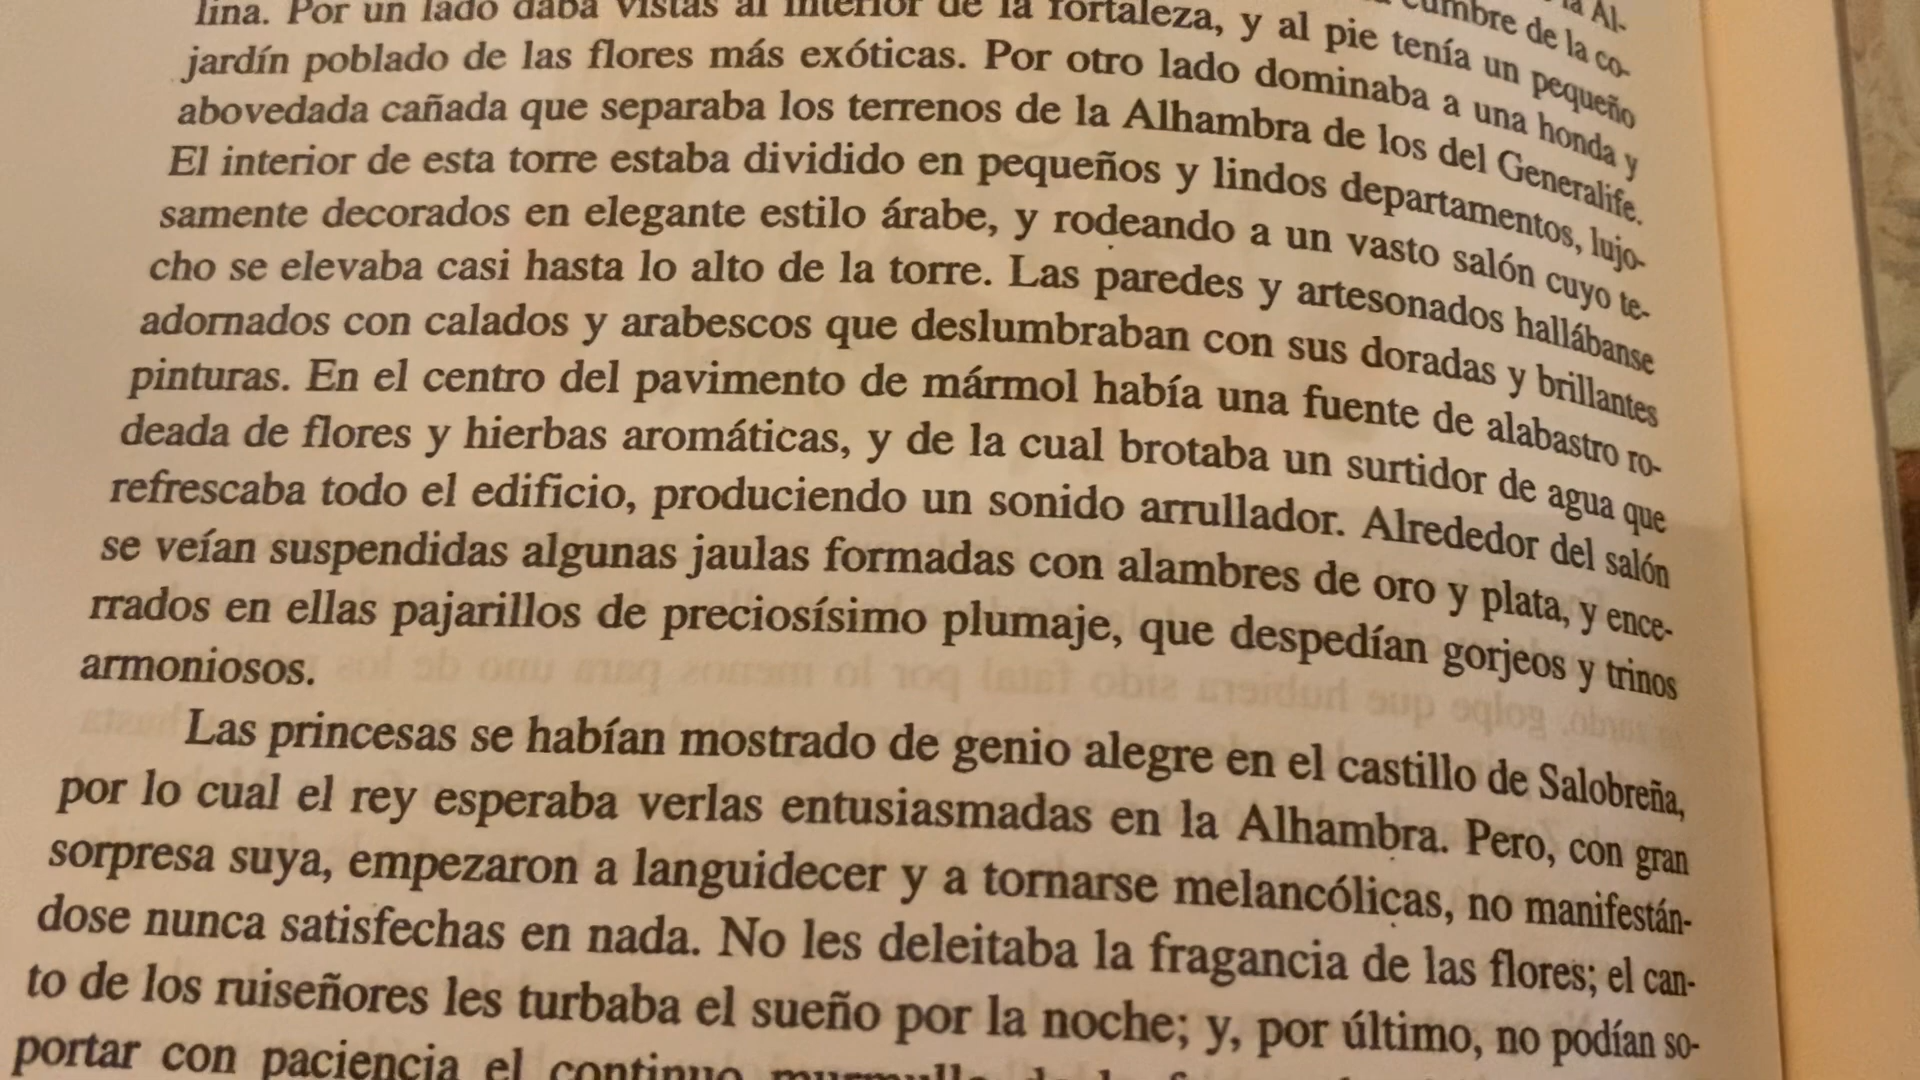 la Al-
cumbre de la co-
lina. Por un lado daba vistas al interior de la fortaleza, y al pie tenía un pequeño
jardín poblado de las flores más exóticas. Por otro lado dominaba a una honda y
abovedada cañada que separaba los terrenos de la Alhambra de los del Generalife.
El interior de esta torre estaba dividido en pequeños y lindos departamentos, lujo-
samente decorados en elegante estilo árabe, y rodeando a un vasto salón cuyo te-
cho se elevaba casi hasta lo alto de la torre. Las paredes y artesonados hallábanse
adornados con calados y arabescos que deslumbraban con sus doradas y brillantes
pinturas. En el centro del pavimento de mármol había una fuente de alabastro ro-
deada de flores y hierbas aromáticas, y de la cual brotaba un surtidor de agua que
refrescaba todo el edificio, produciendo un sonido arrullador. Alrededor del salón
se veían suspendidas algunas jaulas formadas con alambres de oro y plata, y ence-
rrados en ellas pajarillos de preciosísimo plumaje, que despedían gorjeos y trinos
armoniosos.
Las princesas se habían mostrado de genio alegre en el castillo de Salobreña,
por lo cual el rey esperaba verlas entusiasmadas en la Alhambra. Pero, con gran
sorpresa suya, empezaron a languidecer y a tornarse melancólicas, no manifestán-
dose nunca satisfechas en nada. No les deleitaba la fragancia de las flores; el can-
to de los ruiseñores les turbaba el sueño por la noche; y, por último, no podían so-
portar con paciencia el continuo murmullo de la